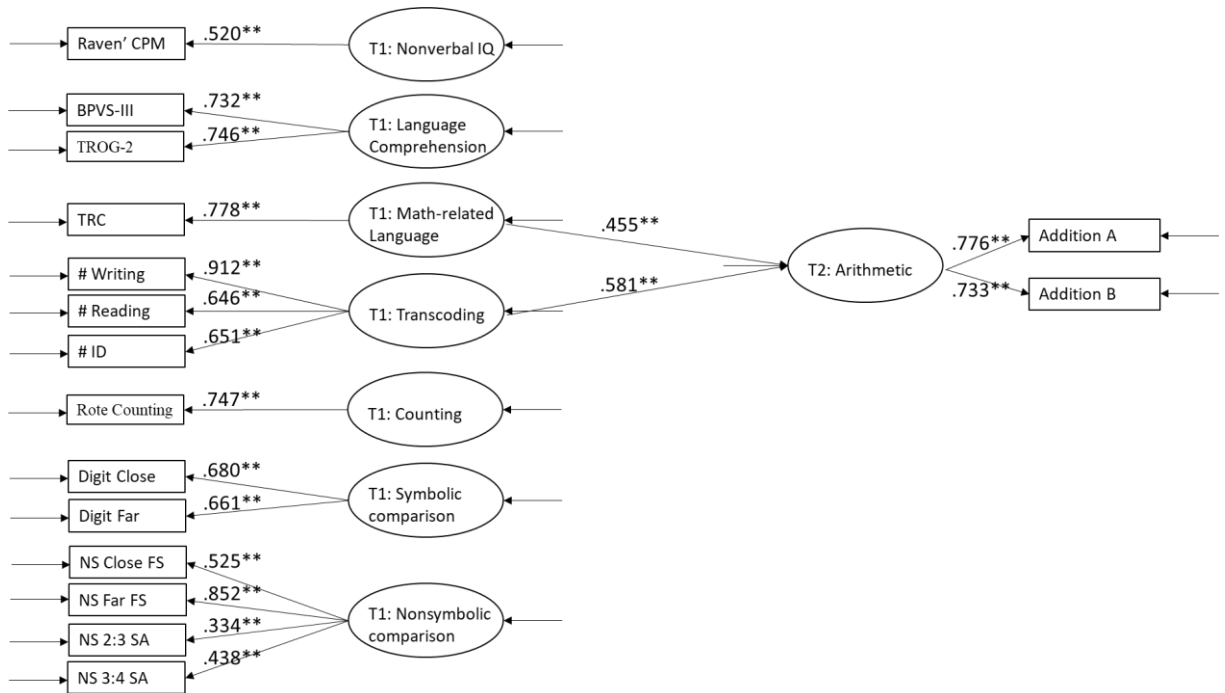 Raven' CPM
.520**
T1: Nonverbal IQ
BPVS-III
.732**
TROG-2
.746**
T1: Language
Comprehension
TRC
.778**
T1: Math-related
Language
.455**
# Writing
.912**
# Reading
.646**
# ID
.651**
T1: Transcoding
.581**
T2: Arithmetic
.776**
Addition A
.733**
Addition B
Rote Counting
.747**
T1: Counting
Digit Close
.680**
Digit Far
.661**
T1: Symbolic
comparison
NS Close FS
.525**
NS Far FS
.852**
NS 2:3 SA
.334**
NS 3:4 SA
.438**
T1: Nonsymbolic
comparison